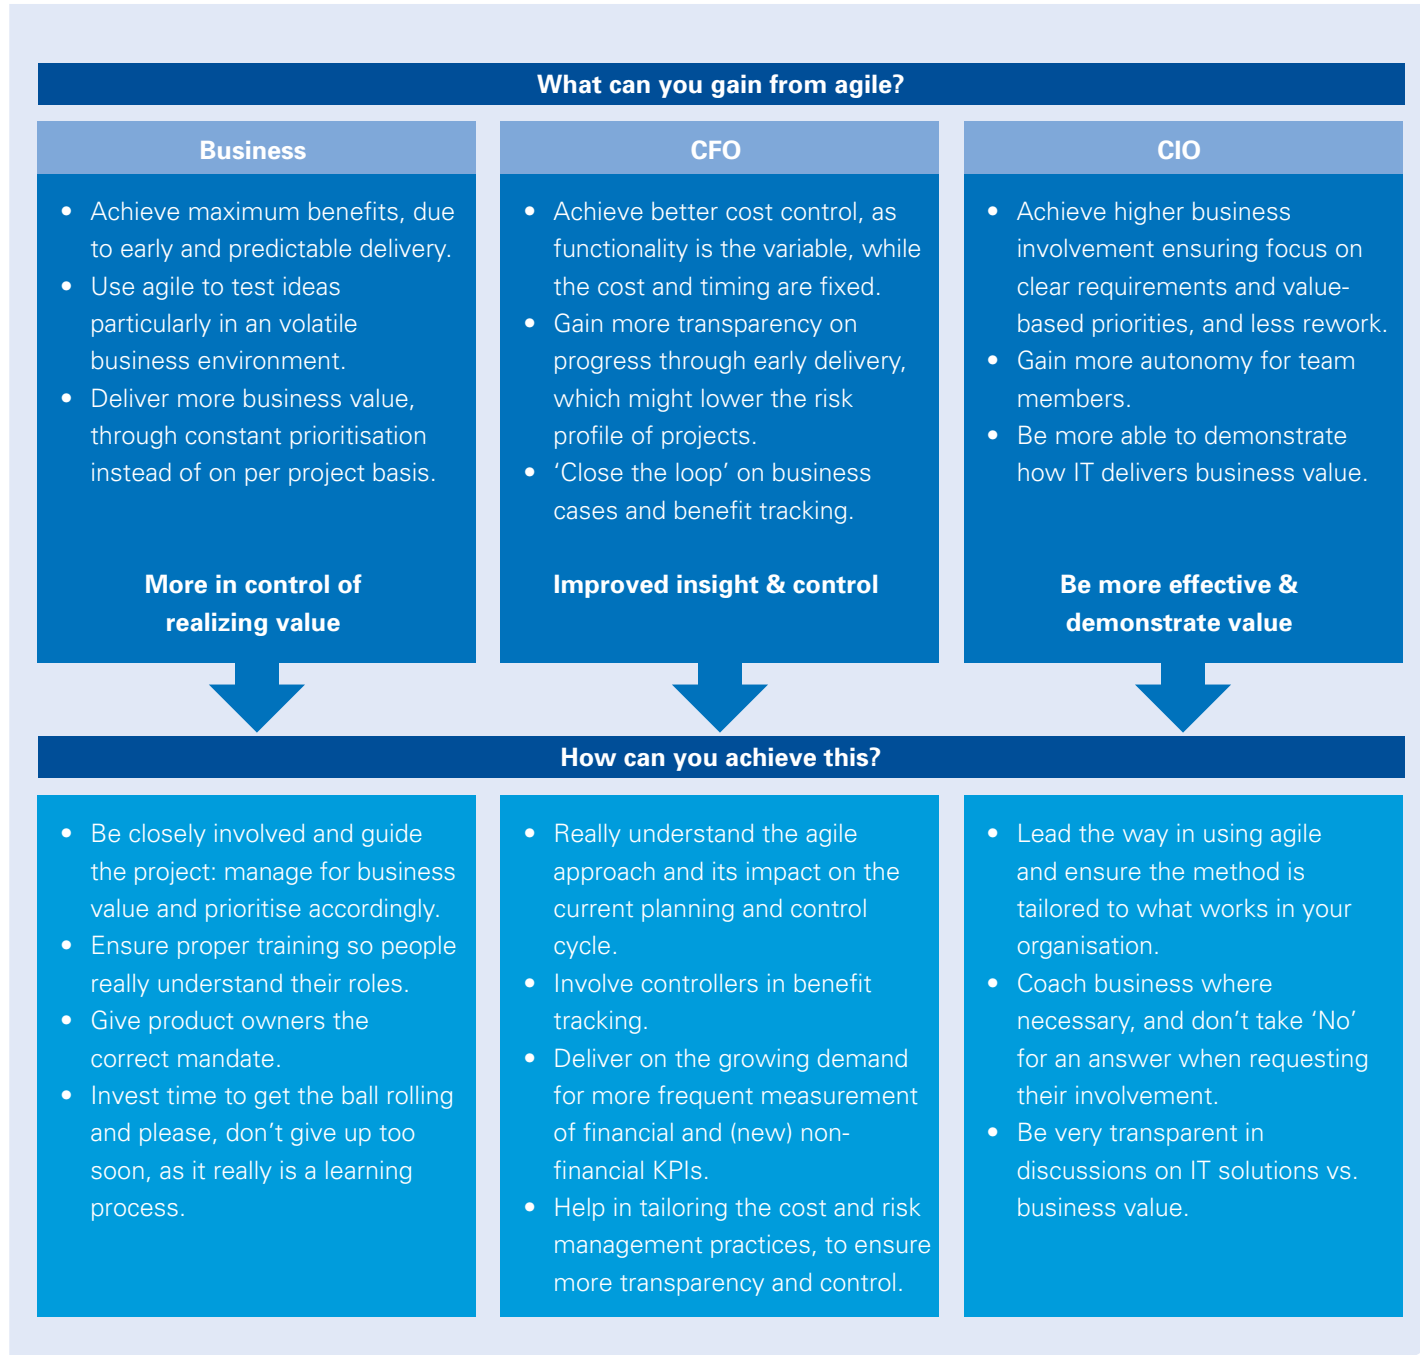 What can you gain from agile?
Business
• Achieve maximum benefits, due
to early and predictable delivery.
• Use agile to test ideas
particularly in an volatile
business environment.
• Deliver more business value,
through constant prioritisation
instead of on per project basis.
More in control of
realizing value
CFO
• Achieve better cost control, as
functionality is the variable, while
the cost and timing are fixed.
• Gain more transparency on
progress through early delivery,
which might lower the risk
profile of projects.
• ‘Close the loop’ on business
cases and benefit tracking.
Improved insight & control
CIO
• Achieve higher business
involvement ensuring focus on
clear requirements and value-
based priorities, and less rework.
• Gain more autonomy for team
members.
• Be more able to demonstrate
how IT delivers business value.
Be more effective &
demonstrate value
How can you achieve this?
• Be closely involved and guide
the project: manage for business
value and prioritise accordingly.
• Ensure proper training so people
really understand their roles.
• Give product owners the
correct mandate.
• Invest time to get the ball rolling
and please, don’t give up too
soon, as it really is a learning
process.
• Really understand the agile
approach and its impact on the
current planning and control
cycle.
• Involve controllers in benefit
tracking.
• Deliver on the growing demand
for more frequent measurement
of financial and (new) non-
financial KPIs.
• Help in tailoring the cost and risk
management practices, to ensure
more transparency and control.
• Lead the way in using agile
and ensure the method is
tailored to what works in your
organisation.
• Coach business where
necessary, and don’t take ‘No’
for an answer when requesting
their involvement.
• Be very transparent in
discussions on IT solutions vs.
business value.